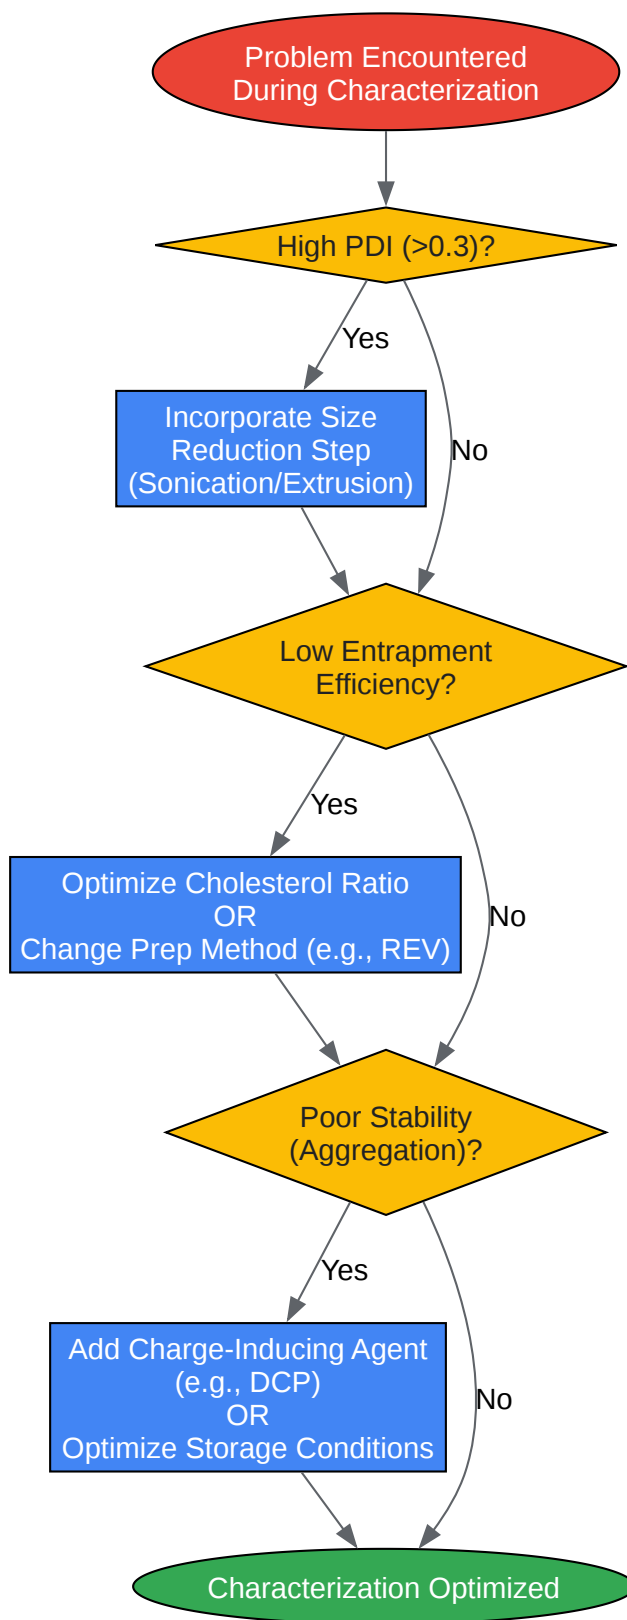 Problem Encountered
During Characterization
High PDI (>0.3)?
Yes
Incorporate Size
Reduction Step
(Sonication/Extrusion)
No
Low Entrapment
Efficiency?
Yes
Optimize Cholesterol Ratio
OR
Change Prep Method (e.g., REV)
No
Poor Stability
(Aggregation)?
Yes
Add Charge-Inducing Agent
(e.g., DCP)
OR
Optimize Storage Conditions
No
Characterization Optimized